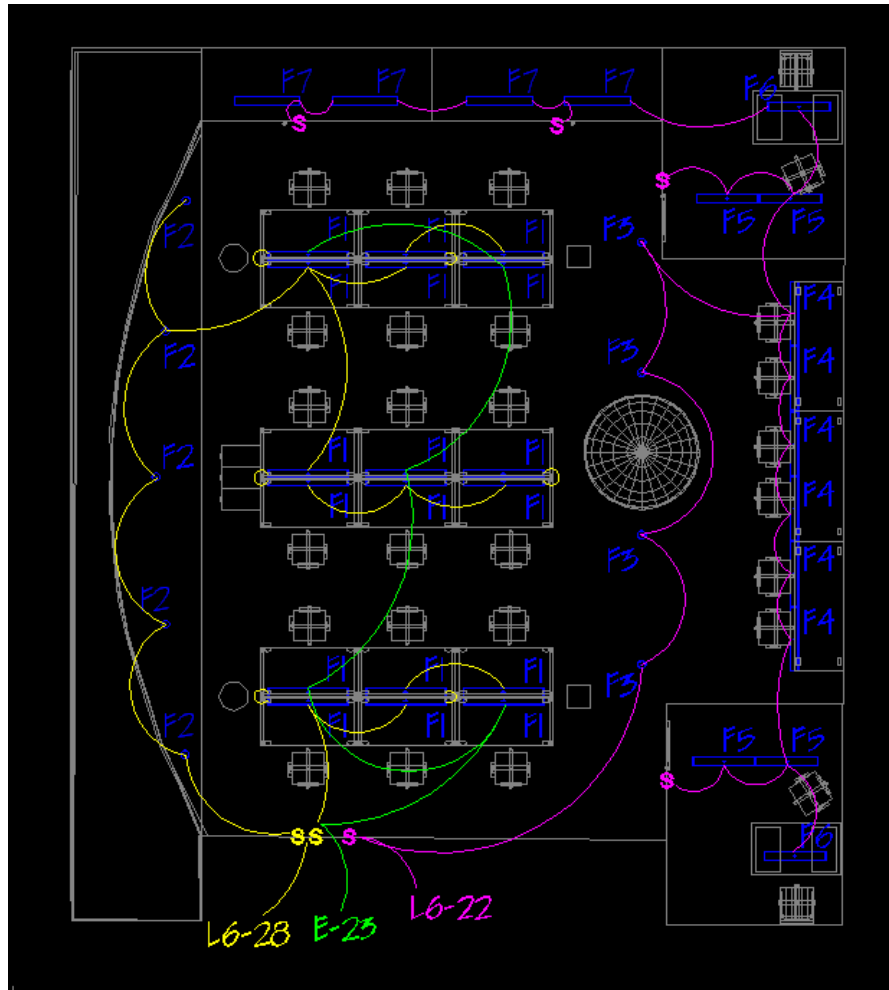 F7 F7 F7 F7 F6
S S
S
F5 F5
F2 F1 F1 F1 F3
F1 F1 F1 F4
F2 F3 F4
F2 F1 F1 F1 F4
F1 F1 F1 F4
F3 F4
F2 F4
F1 F1 F1 F3
F2 F1 F1 F1 F5 F5
S
S S S F6
L6-28 E-23 L6-22